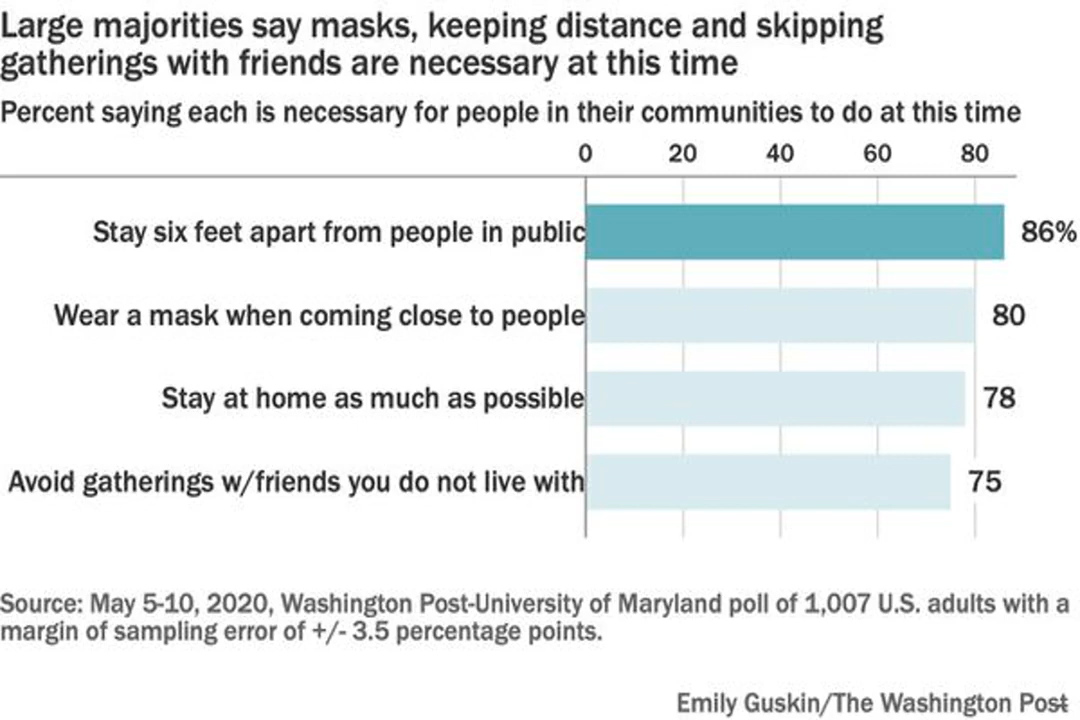 Large majorities say masks, keeping distance and skipping
gatherings with friends are necessary at this time
Percent saying each is necessary for people in their communities to do at this time
0 20 40 60 80
Stay six feet apart from people in public 86%
Wear a mask when coming close to people 80
Stay at home as much as possible 78
Avoid gatherings w/friends you do not live with 75
Source: May 5-10, 2020, Washington Post-University of Maryland poll of 1,007 U.S. adults with a
margin of sampling error of +/- 3.5 percentage points.
Emily Guskin/The Washington Post